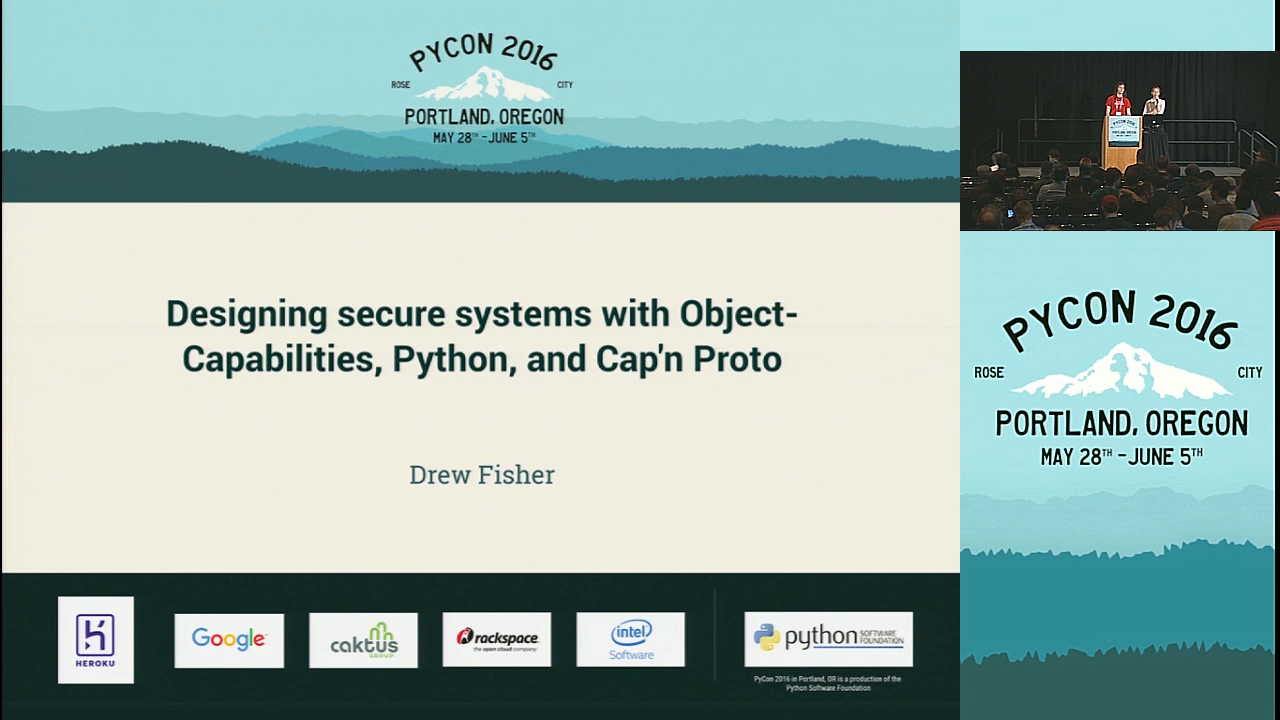 PYCON 2016
ROSE
CITY
PORTLAND, OREGON
MAY 28TH - JUNE 5TH
Designing secure systems with Object-
Capabilities, Python, and Cap'n Proto
Drew Fisher
HEROKU
Google
caktus
GROUP
rackspace.
the open cloud company
intel
Software
python SOFTWARE
FOUNDATION
PyCon 2016 in Portland, OR is a production of the
Python Software Foundation
PYCON 2016
ROSE
CITY
PORTLAND, OREGON
MAY 28TH - JUNE 5TH